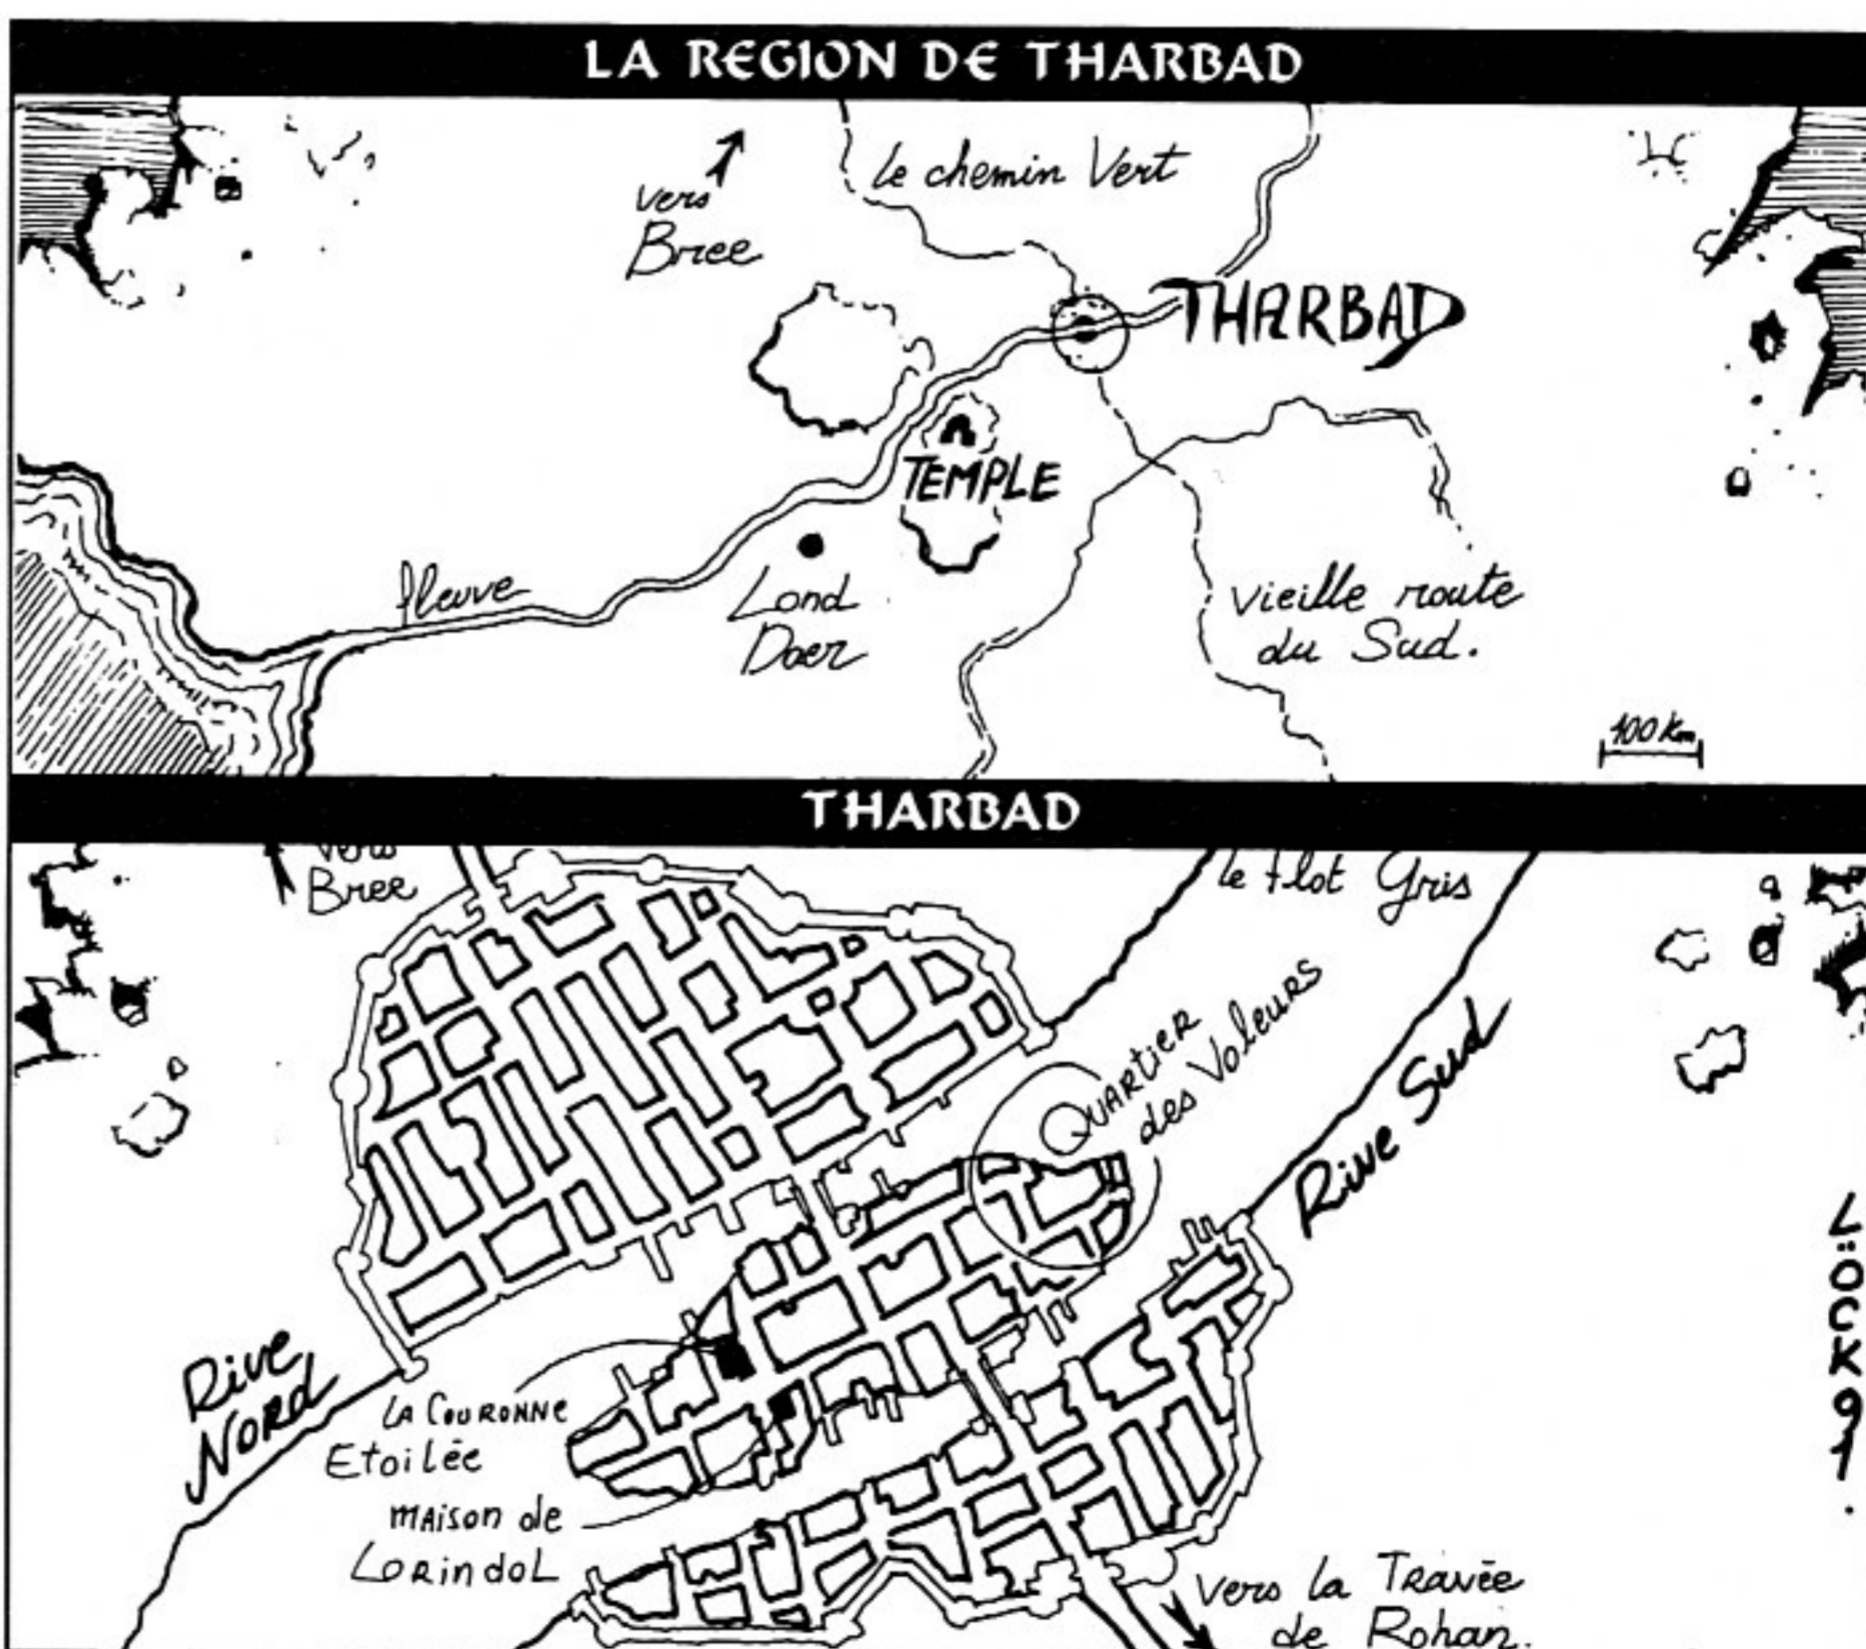 LA REGION DE THARBAD
le chemin Vert
vers
Bree
THARBAD
TEMPLE
fleuve
Lond
Daer
vieille route
du Sud.
100 Km
THARBAD
vers
Bree
le flot Gris
QUARTIER
des Voleurs
Rive Sud
Rive
NORD
LA COURONNE
Etoilée
MAison de
LORindoL
Vers la Travée
de Rohan.
LÖCK91.